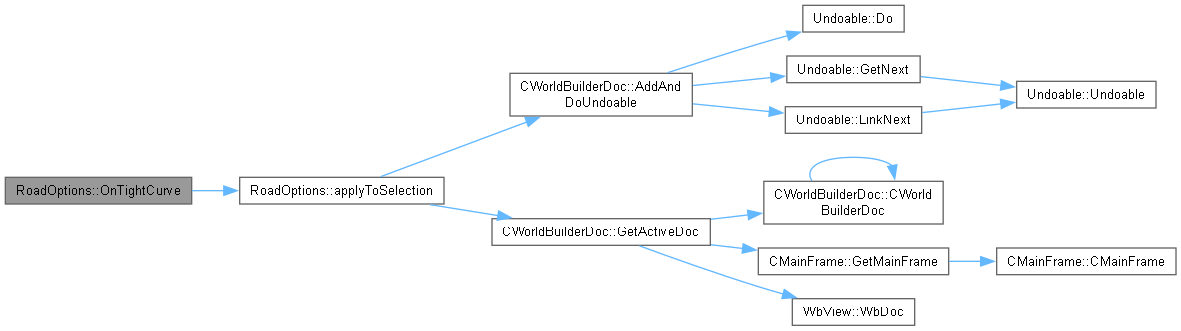 RoadOptions::OnTightCurve
RoadOptions::applyToSelection
CWorldBuilderDoc::AddAnd
DoUndoable
Undoable::Do
Undoable::GetNext
Undoable::LinkNext
Undoable::Undoable
CWorldBuilderDoc::GetActiveDoc
CWorldBuilderDoc::CWorld
BuilderDoc
CMainFrame::GetMainFrame
CMainFrame::CMainFrame
WbView::WbDoc